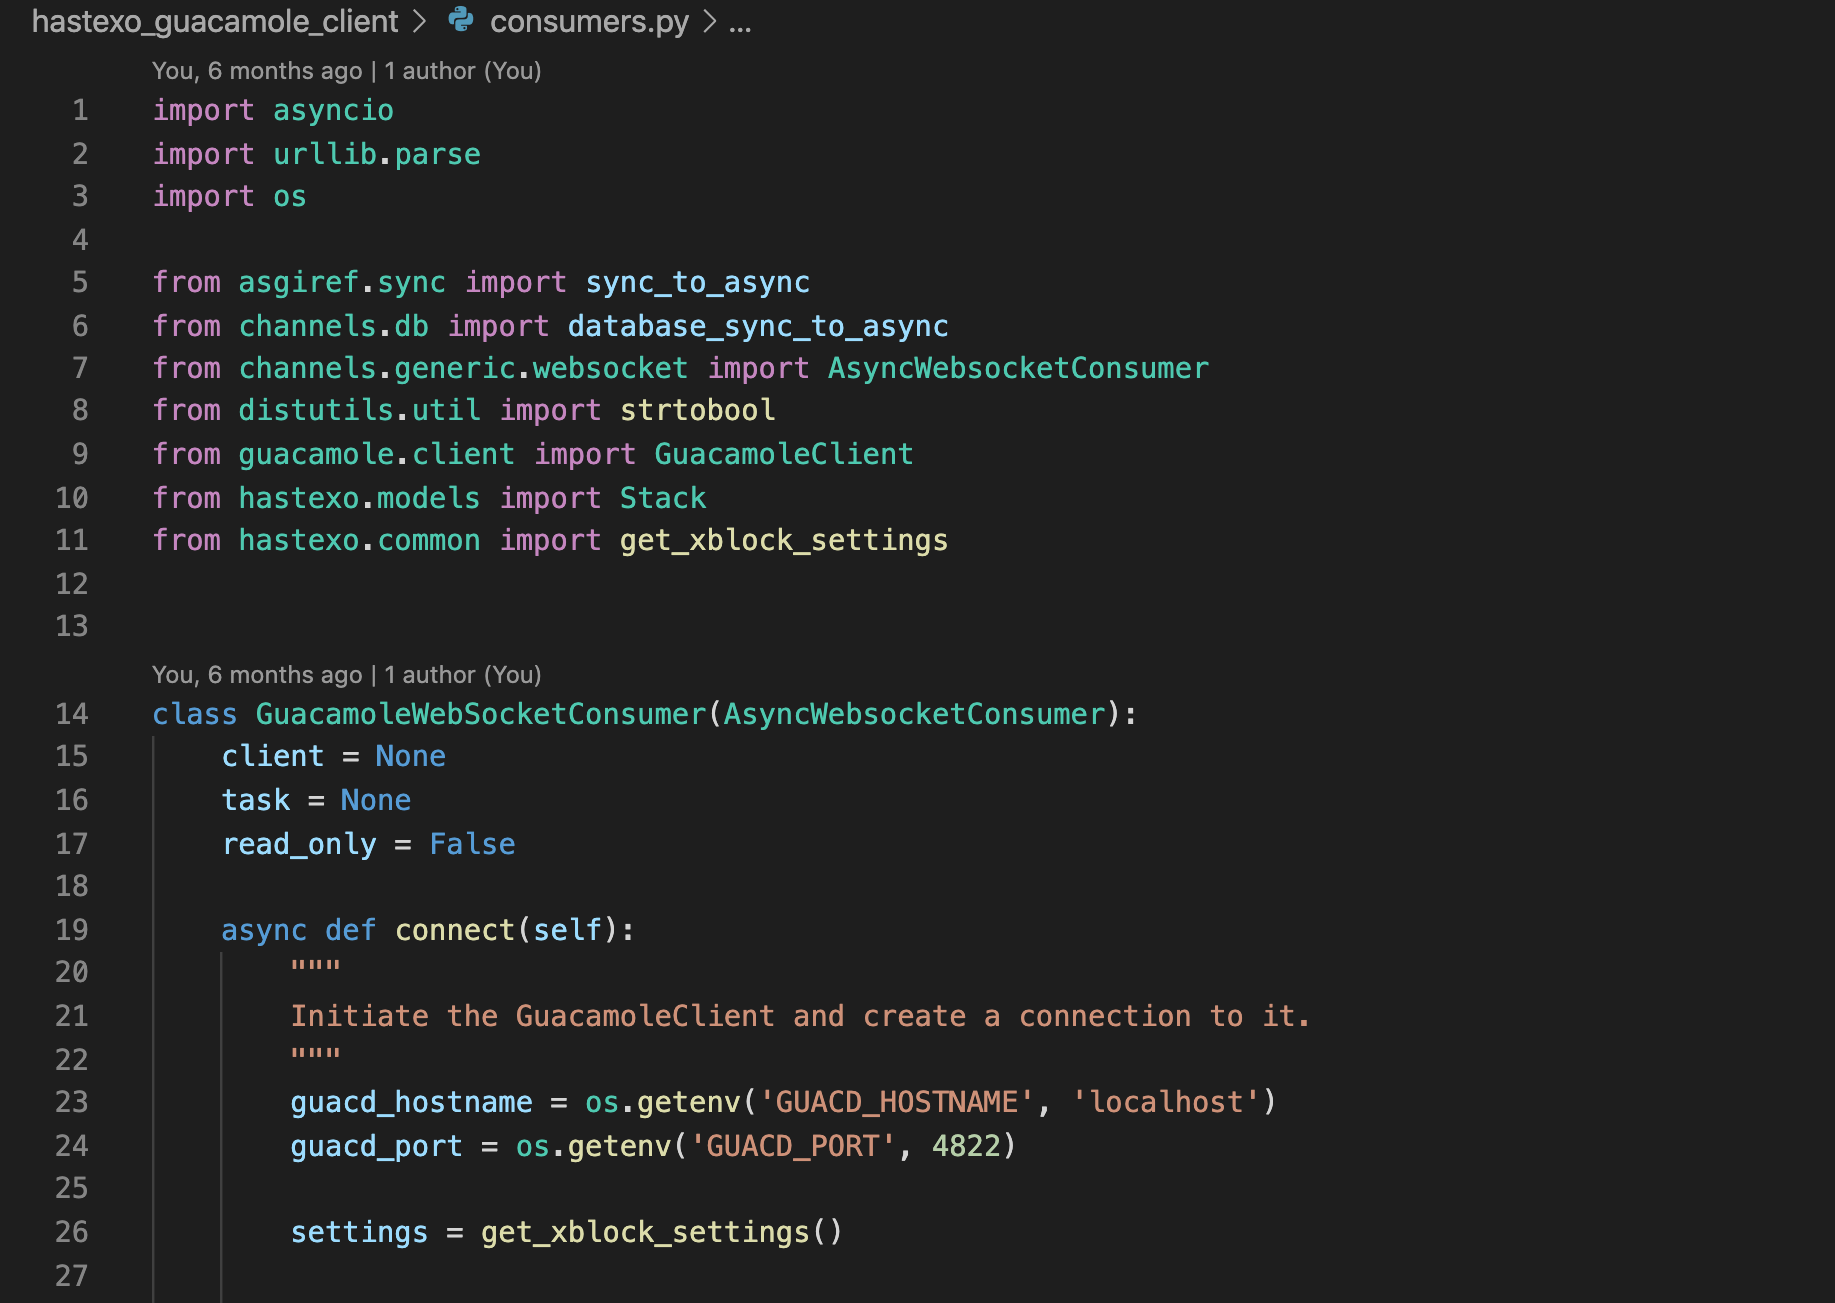 hastexo_guacamole_client > consumers.py > ...
You, 6 months ago | 1 author (You)
1 import asyncio
2 import urllib.parse
3 import os
4
5 from asgiref.sync import sync_to_async
6 from channels.db import database_sync_to_async
7 from channels.generic.websocket import AsyncWebsocketConsumer
8 from distutils.util import strtobool
9 from guacamole.client import GuacamoleClient
10 from hastexo.models import Stack
11 from hastexo.common import get_xblock_settings
12
13
You, 6 months ago | 1 author (You)
14 class GuacamoleWebSocketConsumer(AsyncWebsocketConsumer):
15     client = None
16     task = None
17     read_only = False
18
19     async def connect(self):
20         """
21         Initiate the GuacamoleClient and create a connection to it.
22         """
23         guacd_hostname = os.getenv('GUACD_HOSTNAME', 'localhost')
24         guacd_port = os.getenv('GUACD_PORT', 4822)
25
26         settings = get_xblock_settings()
27